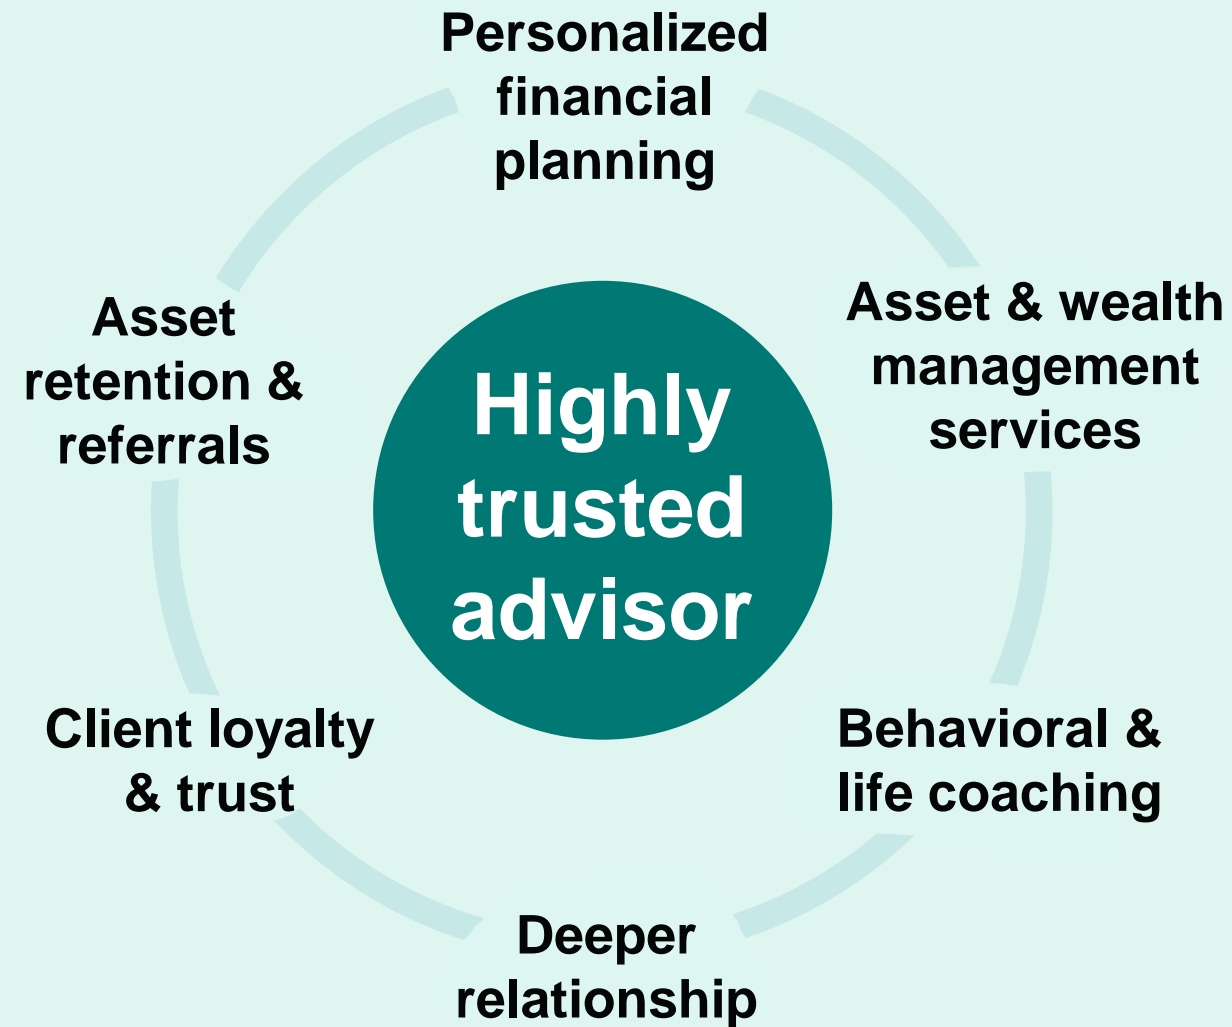 Personalized
financial
planning
Asset & wealth
management
services
Behavioral &
life coaching
Deeper
relationship
Client loyalty
& trust
Asset
retention &
referrals
Highly
trusted
advisor